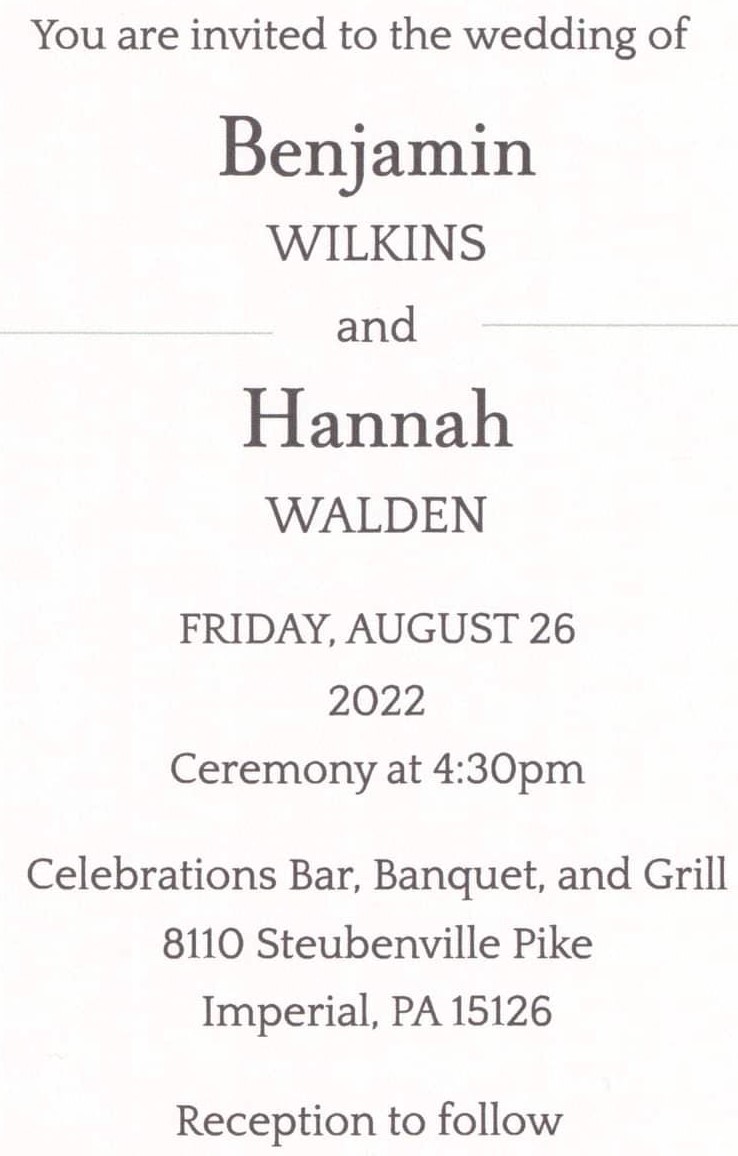 You are invited to the wedding of
Benjamin
WILKINS
and
Hannah
WALDEN
FRIDAY, AUGUST 26
2022
Ceremony at 4:30pm
Celebrations Bar, Banquet, and Grill
8110 Steubenville Pike
Imperial, PA 15126
Reception to follow